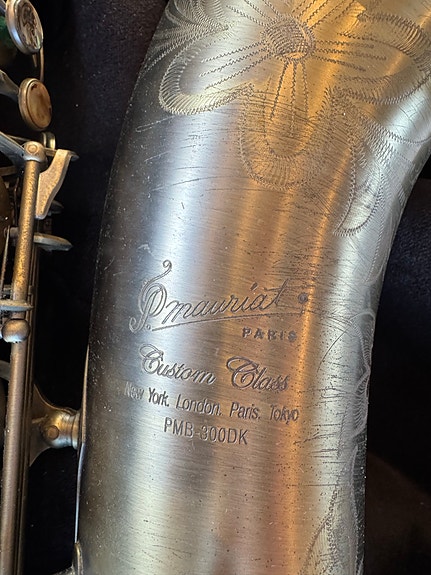 P. mauriat
PARIS
Custom Class
New York. London. Paris. Tokyo
PMB-300DK